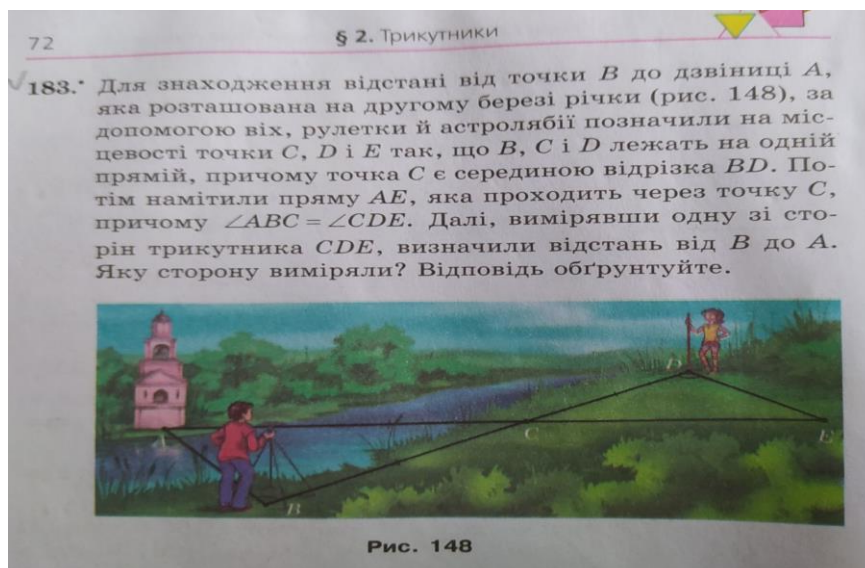 72
§ 2. Трикутники
183.• Для знаходження відстані від точки B до дзвіниці A,
яка розташована на другому березі річки (рис. 148), за
допомогою віх, рулетки й астролябії позначили на міс-
цевості точки C, D і E так, що B, C і D лежать на одній
прямій, причому точка C є серединою відрізка BD. По-
тім намітили пряму AE, яка проходить через точку C,
причому ∠ABC = ∠CDE. Далі, вимірявши одну зі сто-
рін трикутника CDE, визначили відстань від B до A.
Яку сторону виміряли? Відповідь обґрунтуйте.
D
A
C
E
B
Рис. 148